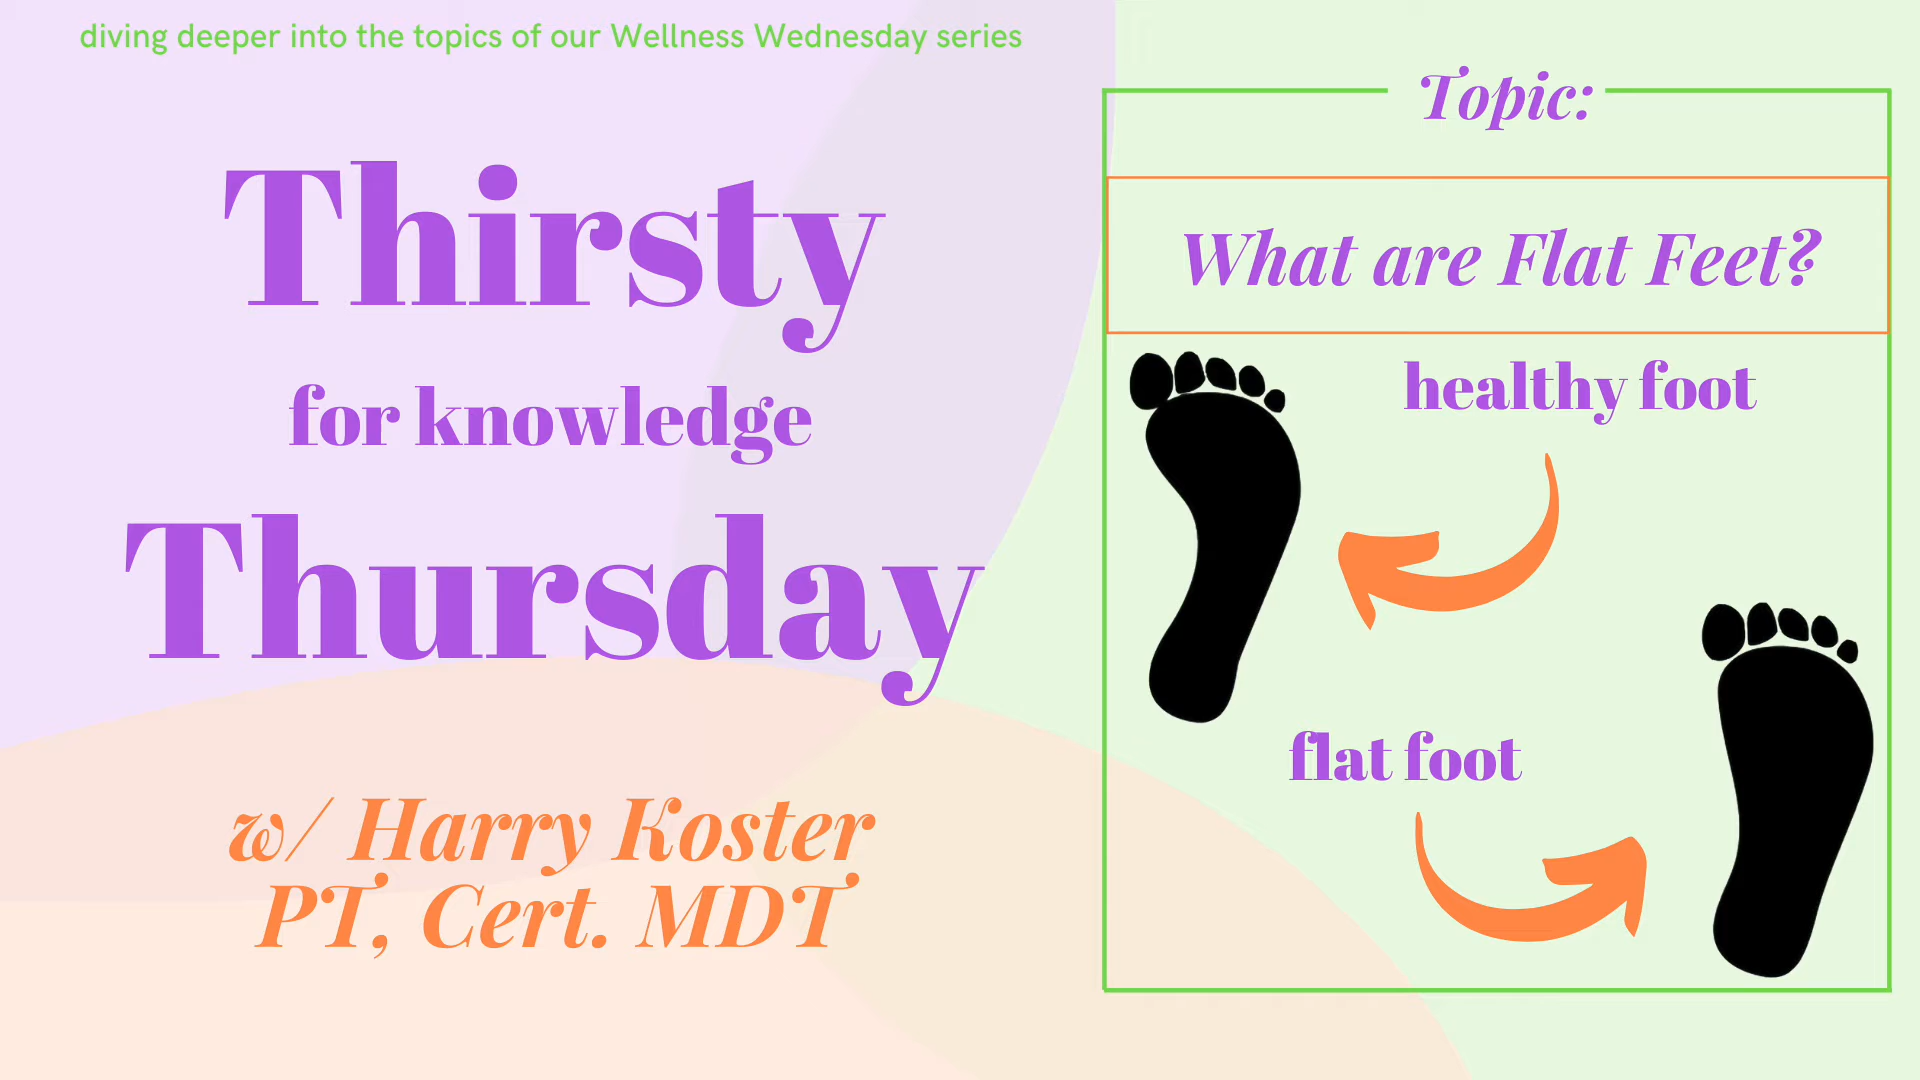 diving deeper into the topics of our Wellness Wednesday series
Thirsty
for knowledge
Thursday
w/ Harry Koster
PT, Cert. MDT
Topic:
What are Flat Feet?
healthy foot
flat foot